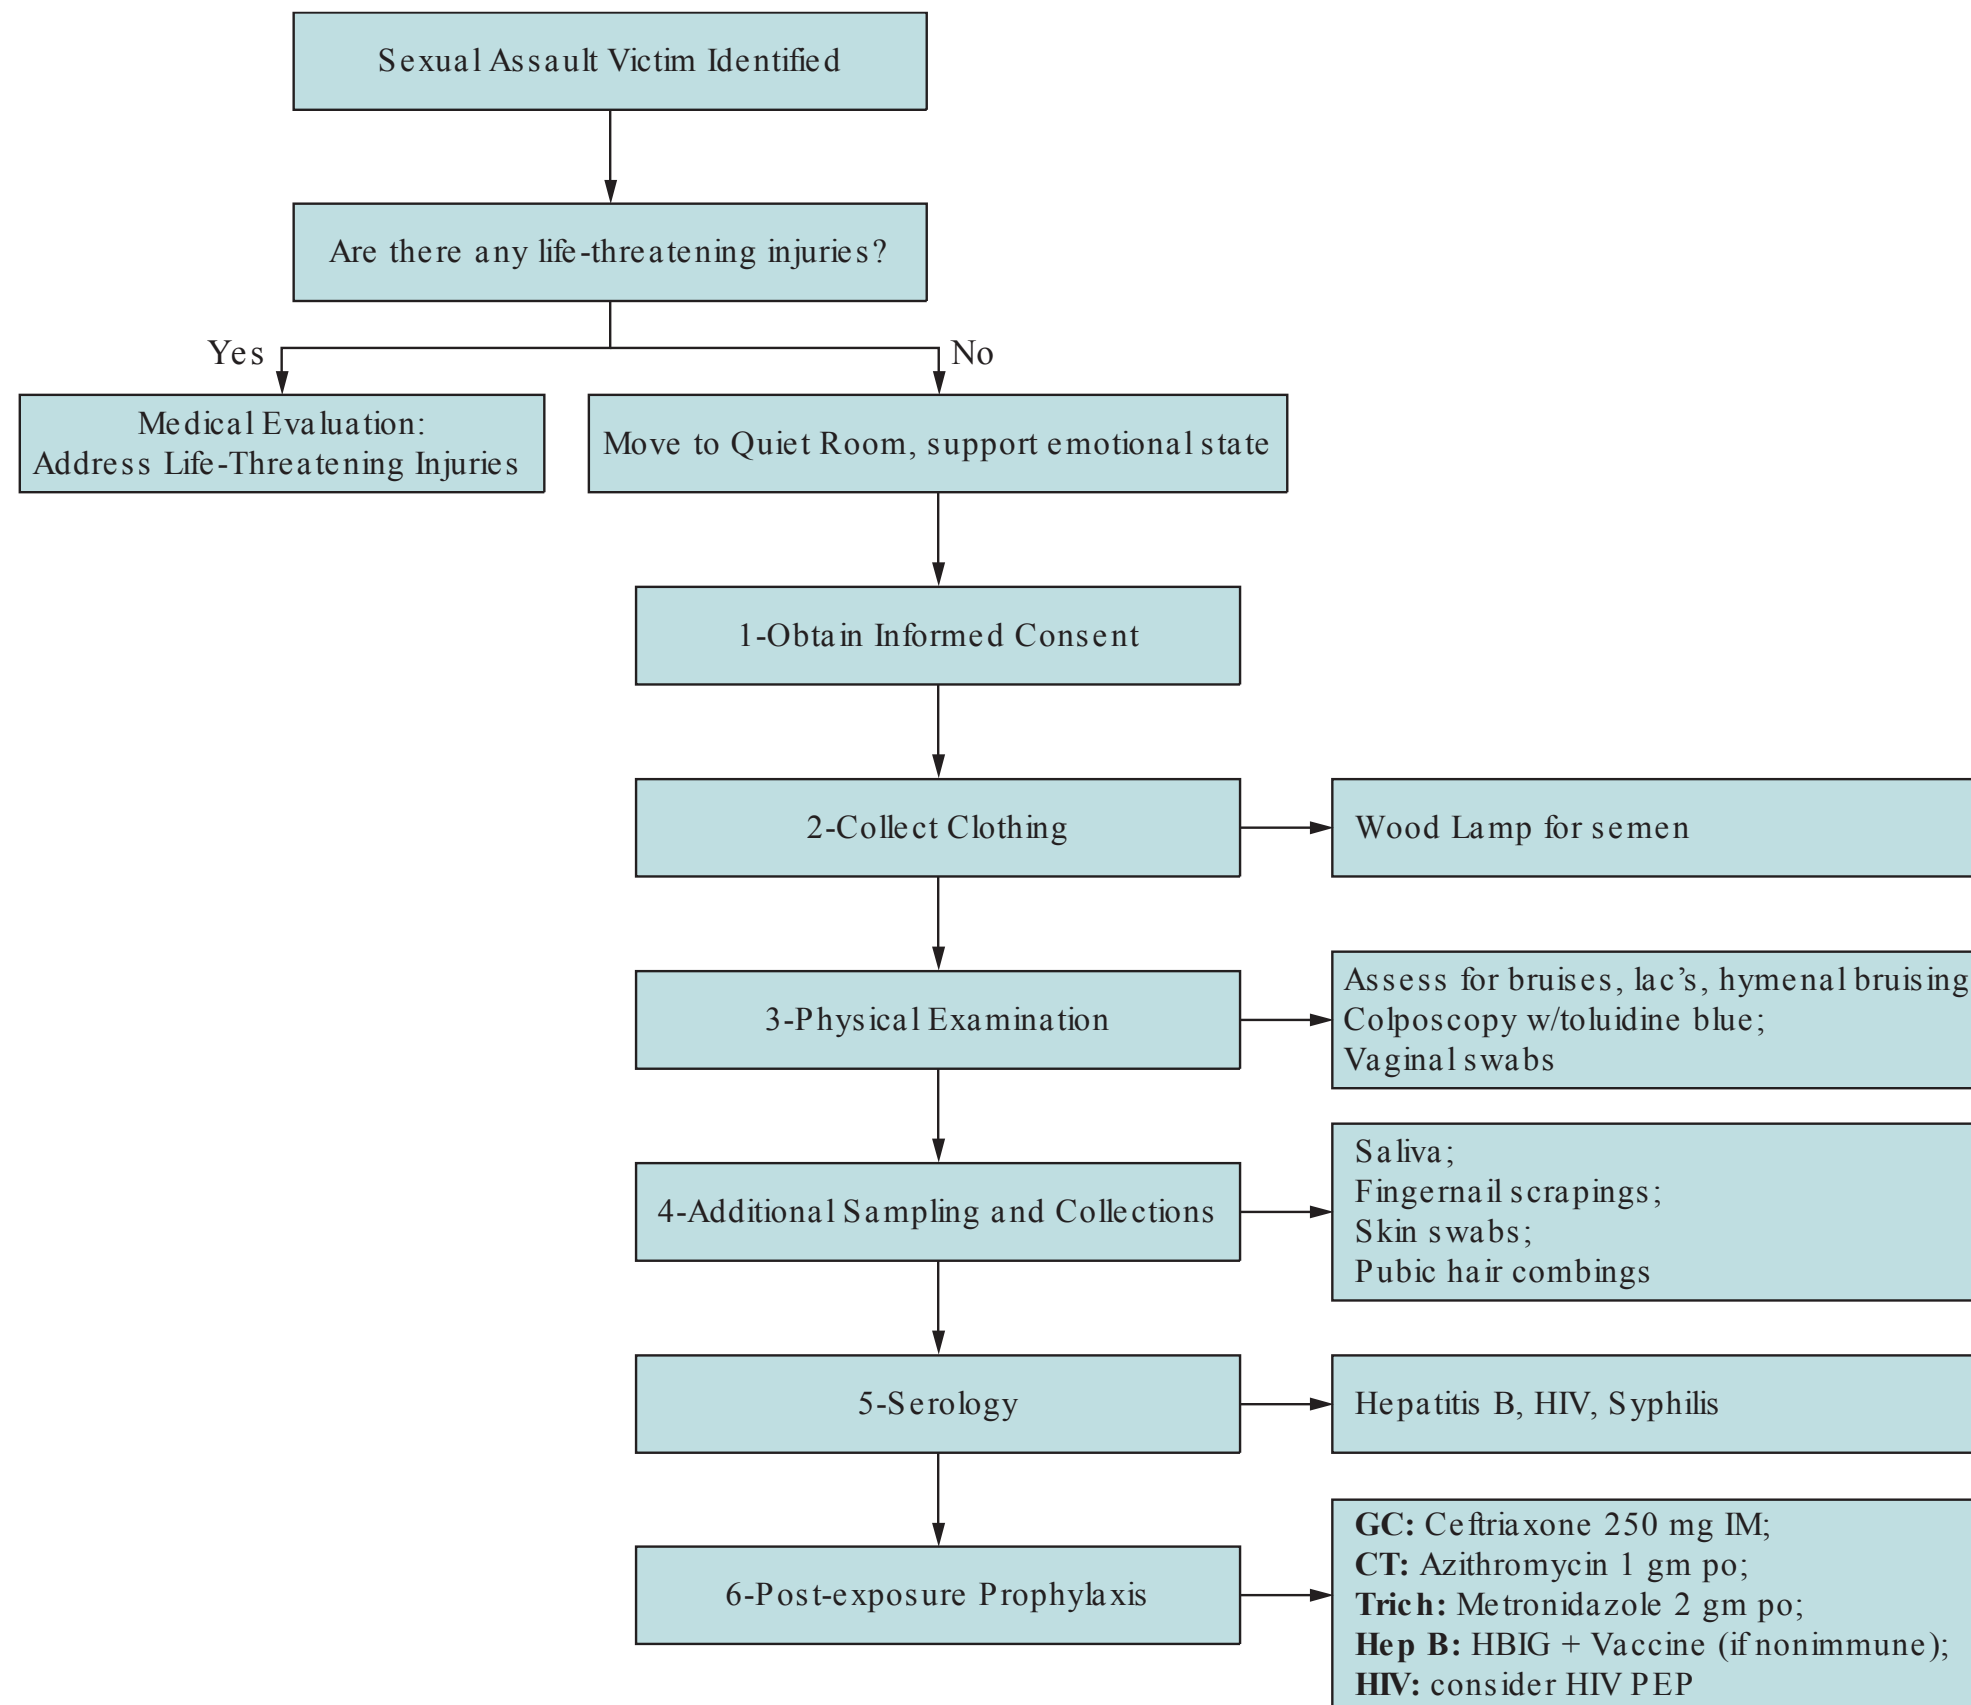 Sexual Assault Victim Identified
Are there any life-threatening injuries?
Yes
No
Medical Evaluation:
Address Life-Threatening Injuries
Move to Quiet Room, support emotional state
1-Obtain Informed Consent
2-Collect Clothing
Wood Lamp for semen
3-Physical Examination
Assess for bruises, lac's, hymenal bruising
Colposcopy w/toluidine blue;
Vaginal swabs
4-Additional Sampling and Collections
Saliva;
Fingernail scrapings;
Skin swabs;
Pubic hair combings
5-Serology
Hepatitis B, HIV, Syphilis
6-Post-exposure Prophylaxis
GC: Ceftriaxone 250 mg IM;
CT: Azithromycin 1 gm po;
Trich: Metronidazole 2 gm po;
Hep B: HBIG + Vaccine (if nonimmune);
HIV: consider HIV PEP